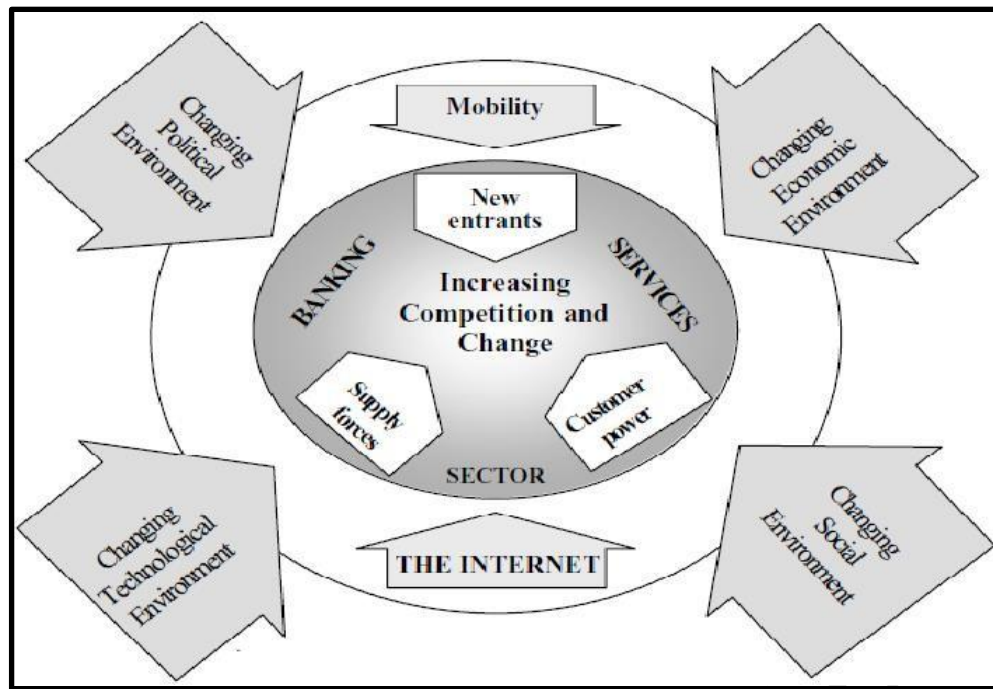 Changing
Political
Environment
Mobility
Changing
Economic
Environment
New
entrants
BANKING
SERVICES
Increasing
Competition and
Change
Supply
forces
Customer
power
SECTOR
Changing
Technological
Environment
THE INTERNET
Changing
Social
Environment